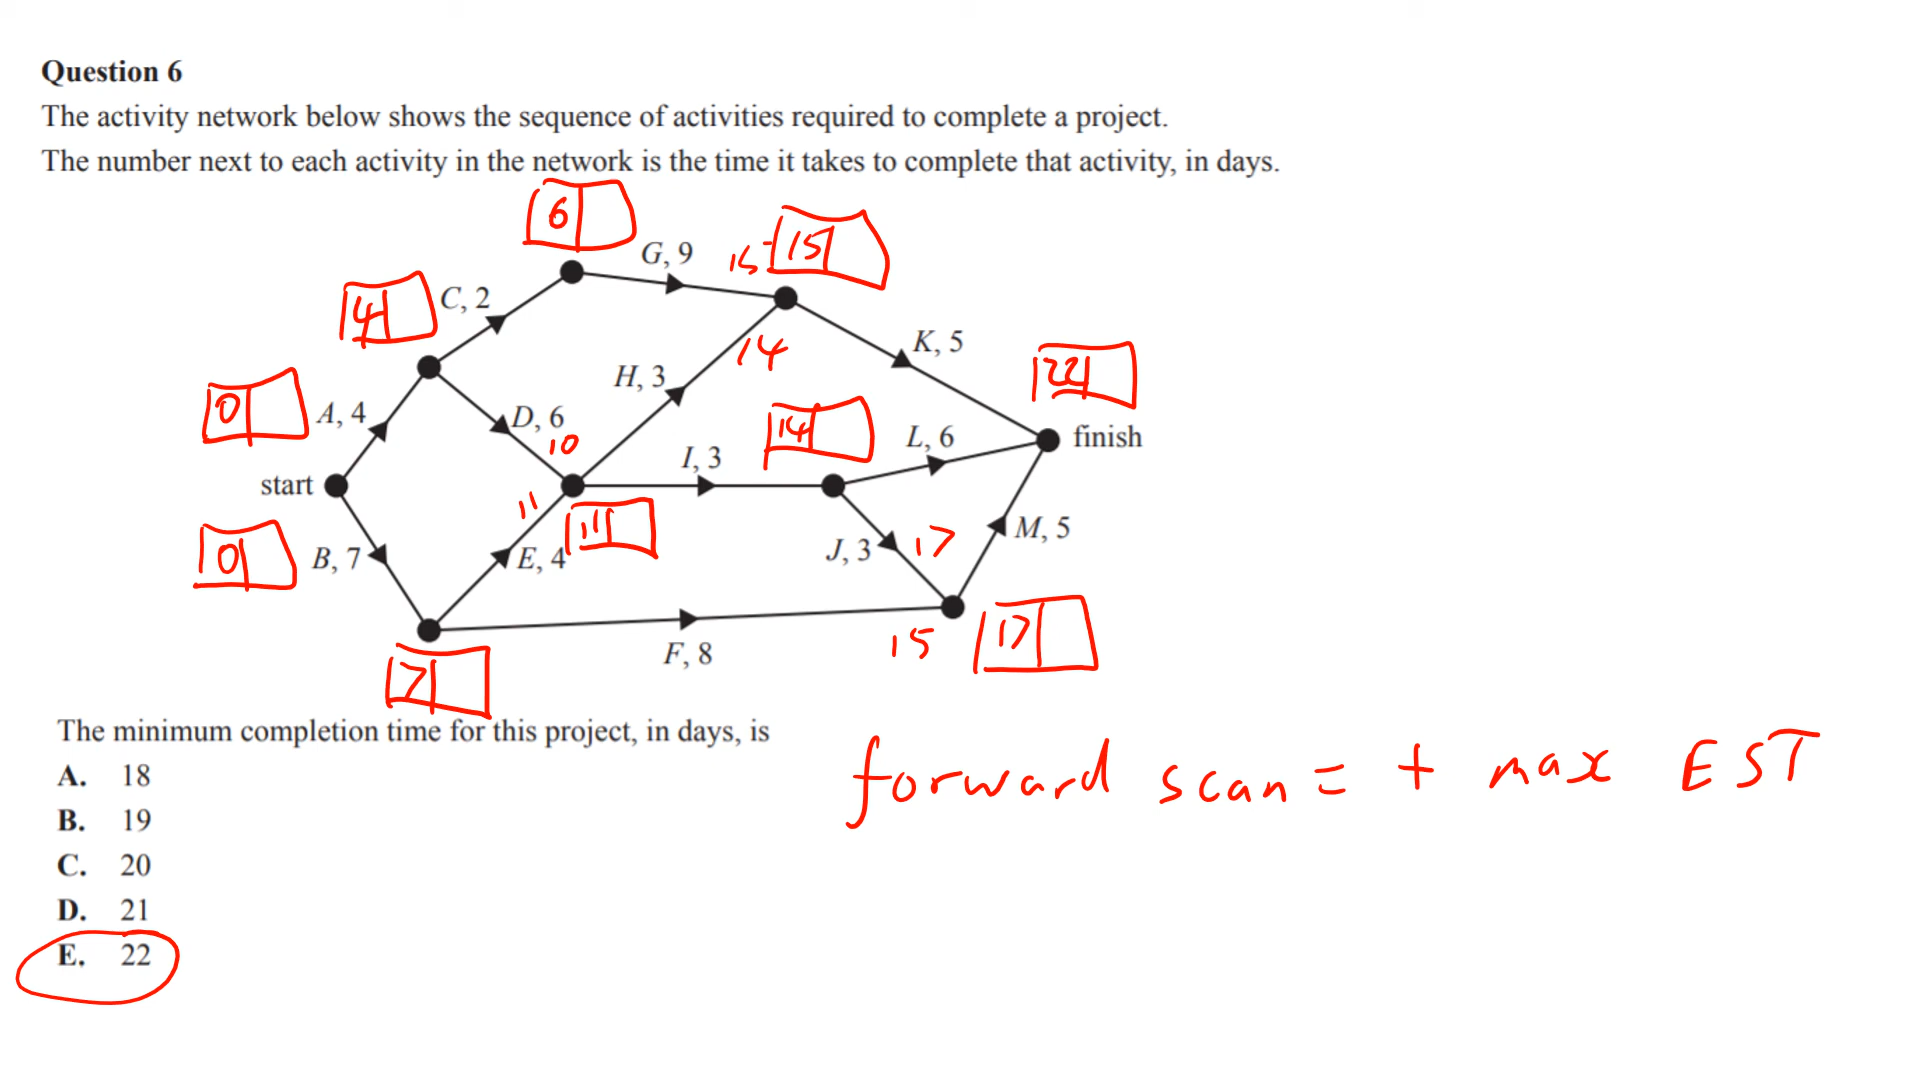 Question 6
The activity network below shows the sequence of activities required to complete a project.
The number next to each activity in the network is the time it takes to complete that activity, in days.
6
G, 9
15
15
4
C, 2
K, 5
14
22
H, 3
0
A, 4
D, 6
10
14
L, 6
finish
I, 3
start
11
11
M, 5
0
B, 7
E, 4
J, 3
17
F, 8
15
17
7
The minimum completion time for this project, in days, is
forward scan = + max EST
A. 18
B. 19
C. 20
D. 21
E. 22